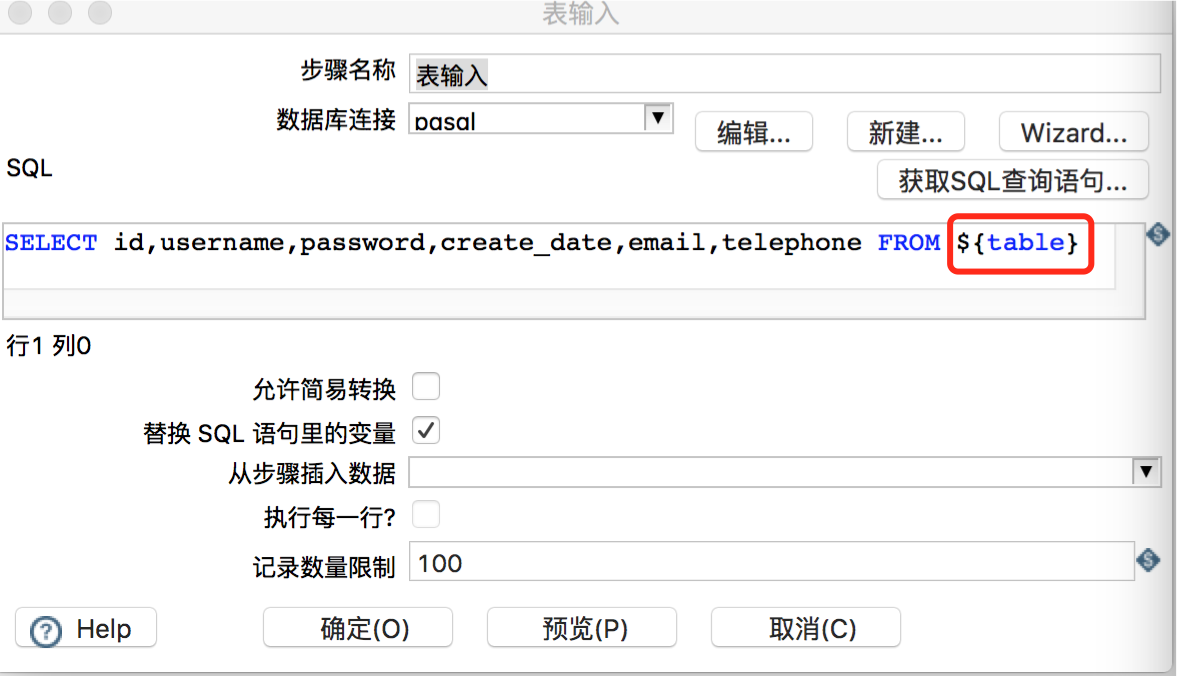 表输入
步骤名称 表输入
数据库连接 pgsql
编辑... 新建... Wizard...
SQL
获取SQL查询语句...
SELECT id,username,password,create_date,email,telephone FROM ${table}
行1 列0
允许简易转换
替换 SQL 语句里的变量
从步骤插入数据
执行每一行?
记录数量限制 100
Help 确定(O) 预览(P) 取消(C)